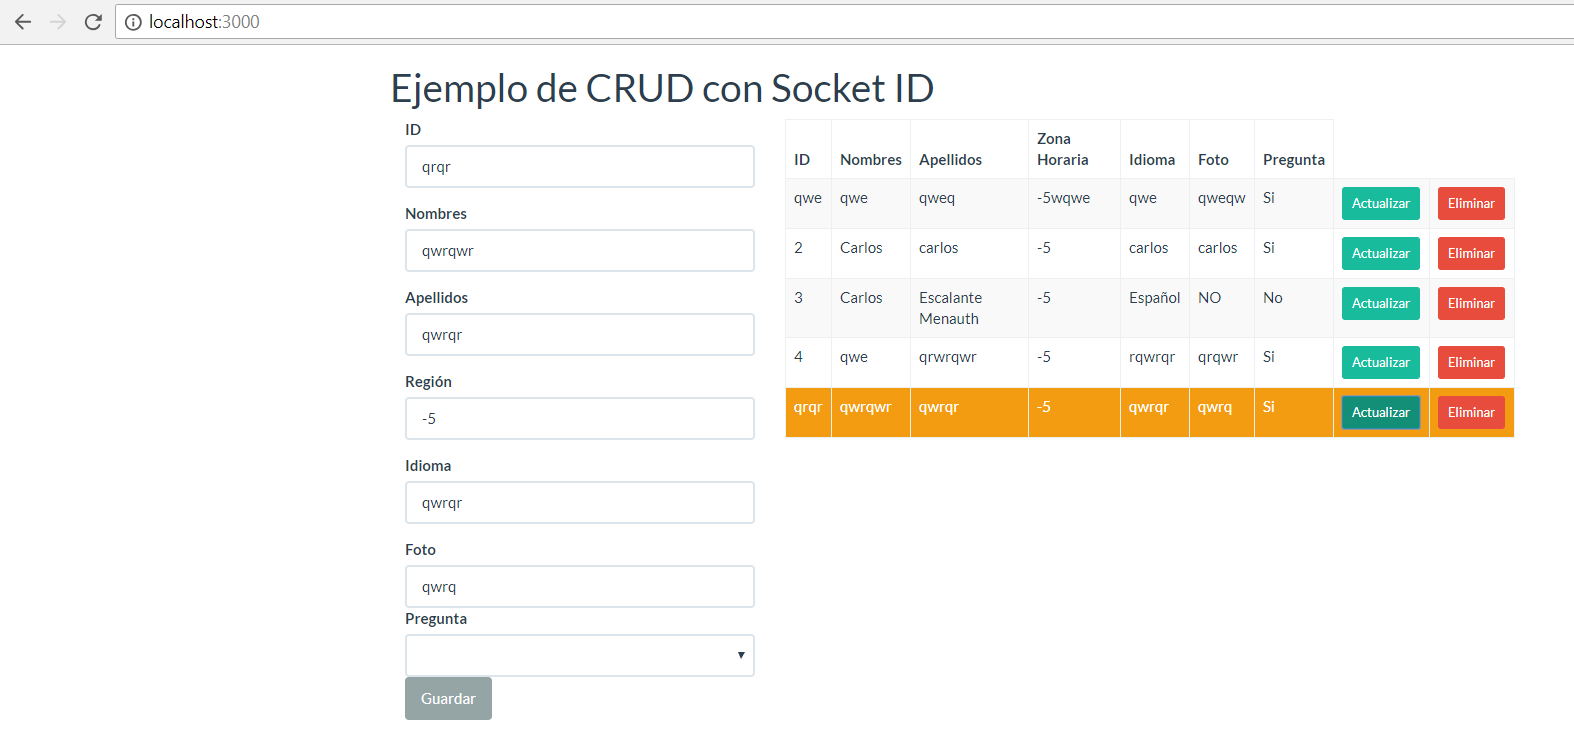 localhost:3000
Ejemplo de CRUD con Socket ID
ID
qrqr
Nombres
qwrqwr
Apellidos
qwrqr
Región
-5
Idioma
qwrqr
Foto
qwrq
Pregunta
Guardar
ID Nombres Apellidos Zona Horaria Idioma Foto Pregunta
qwe qwe qweq -5wqwe qwe qweqw Si Actualizar Eliminar
2 Carlos carlos -5 carlos carlos Si Actualizar Eliminar
3 Carlos Escalante Menauth -5 Español NO No Actualizar Eliminar
4 qwe qrwrqwr -5 rqwrqr qrqwr Si Actualizar Eliminar
qrqr qwrqwr qwrqr -5 qwrqr qwrq Si Actualizar Eliminar